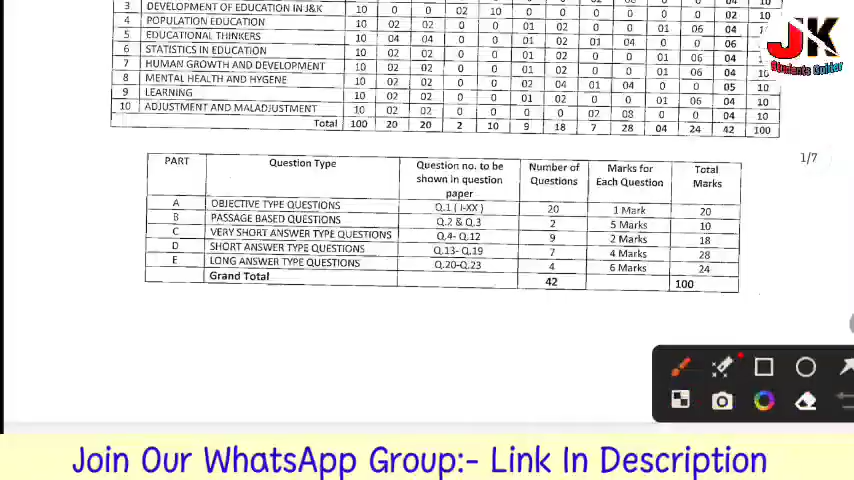 3 DEVELOPMENT OF EDUCATION IN J&K 10 0 0 02 10 0 0 0 0 02 10
4 POPULATION EDUCATION 10 02 02 0 0 01 02 0 0 01 06 04 10
5 EDUCATIONAL THINKERS 10 04 04 0 0 01 02 01 04 0 0 06 10
6 STATISTICS IN EDUCATION 10 02 02 0 0 01 02 0 0 01 06 04 10
7 HUMAN GROWTH AND DEVELOPMENT 10 02 02 0 0 01 02 0 0 01 06 04 10
8 MENTAL HEALTH AND HYGENE 10 02 02 0 0 02 04 01 04 0 0 05 10
9 LEARNING 10 02 02 0 0 01 02 0 0 01 06 04 10
10 ADJUSTMENT AND MALADJUSTMENT 10 02 02 0 0 0 0 02 08 0 0 04 10
Total 100 20 20 2 10 9 18 7 28 04 24 42 100
JK
Students Guider
1/7
PART Question Type Question no. to be shown in question paper Number of Questions Marks for Each Question Total Marks
A OBJECTIVE TYPE QUESTIONS Q.1 ( I-XX ) 20 1 Mark 20
B PASSAGE BASED QUESTIONS Q.2 & Q.3 2 5 Marks 10
C VERY SHORT ANSWER TYPE QUESTIONS Q.4- Q.12 9 2 Marks 18
D SHORT ANSWER TYPE QUESTIONS Q.13- Q.19 7 4 Marks 28
E LONG ANSWER TYPE QUESTIONS Q.20-Q.23 4 6 Marks 24
Grand Total 42 100
Join Our WhatsApp Group:- Link In Description